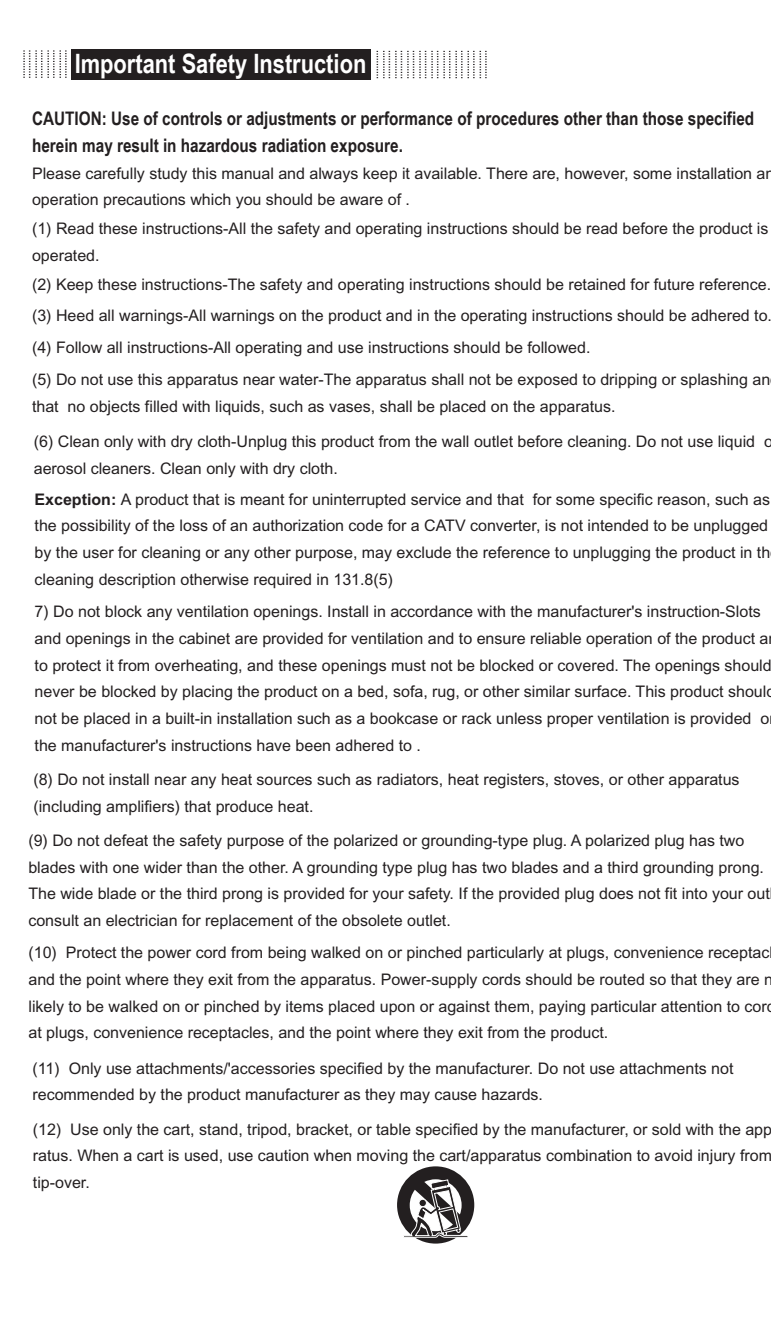 Important Safety Instruction
CAUTION: Use of controls or adjustments or performance of procedures other than those specified
herein may result in hazardous radiation exposure.
Please carefully study this manual and always keep it available. There are, however, some installation
operation precautions which you should be aware of .
(1) Read these instructions-All the safety and operating instructions should be read before the product is
operated.
(2) Keep these instructions-The safety and operating instructions should be retained for future reference.
(3) Heed all warnings-All warnings on the product and in the operating instructions should be adhered to.
(4) Follow all instructions-All operating and use instructions should be followed.
(5) Do not use this apparatus near water-The apparatus shall not be exposed to dripping or splashing
that no objects filled with liquids, such as vases, shall be placed on the apparatus.
(6) Clean only with dry cloth-Unplug this product from the wall outlet before cleaning. Do not use liquid
aerosol cleaners. Clean only with dry cloth.
Exception: A product that is meant for uninterrupted service and that for some specific reason, such as
the possibility of the loss of an authorization code for a CATV converter, is not intended to be unplugged
by the user for cleaning or any other purpose, may exclude the reference to unplugging the product in
cleaning description otherwise required in 131.8(5)
7) Do not block any ventilation openings. Install in accordance with the manufacturer's instruction-Slots
and openings in the cabinet are provided for ventilation and to ensure reliable operation of the product
to protect it from overheating, and these openings must not be blocked or covered. The openings should
never be blocked by placing the product on a bed, sofa, rug, or other similar surface. This product should
not be placed in a built-in installation such as a bookcase or rack unless proper ventilation is provided
the manufacturer's instructions have been adhered to .
(8) Do not install near any heat sources such as radiators, heat registers, stoves, or other apparatus
(including amplifiers) that produce heat.
(9) Do not defeat the safety purpose of the polarized or grounding-type plug. A polarized plug has two
blades with one wider than the other. A grounding type plug has two blades and a third grounding prong.
The wide blade or the third prong is provided for your safety. If the provided plug does not fit into your
consult an electrician for replacement of the obsolete outlet.
(10) Protect the power cord from being walked on or pinched particularly at plugs, convenience
and the point where they exit from the apparatus. Power-supply cords should be routed so that they are
likely to be walked on or pinched by items placed upon or against them, paying particular attention to
at plugs, convenience receptacles, and the point where they exit from the product.
(11) Only use attachments/'accessories specified by the manufacturer. Do not use attachments not
recommended by the product manufacturer as they may cause hazards.
(12) Use only the cart, stand, tripod, bracket, or table specified by the manufacturer, or sold with the app
ratus. When a cart is used, use caution when moving the cart/apparatus combination to avoid injury from
tip-over.